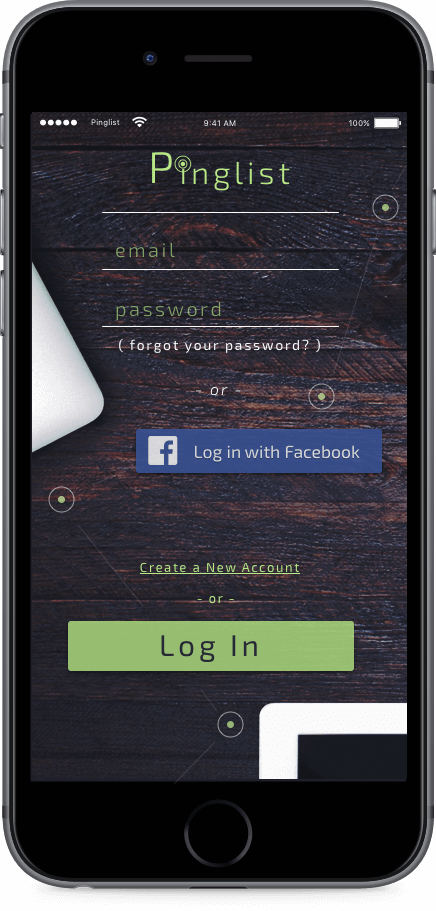 Pinglist 9:41 AM 100%
Pinglist
email
password
( forgot your password? )
- or
Log in with Facebook
Create a New Account
- or -
Log In